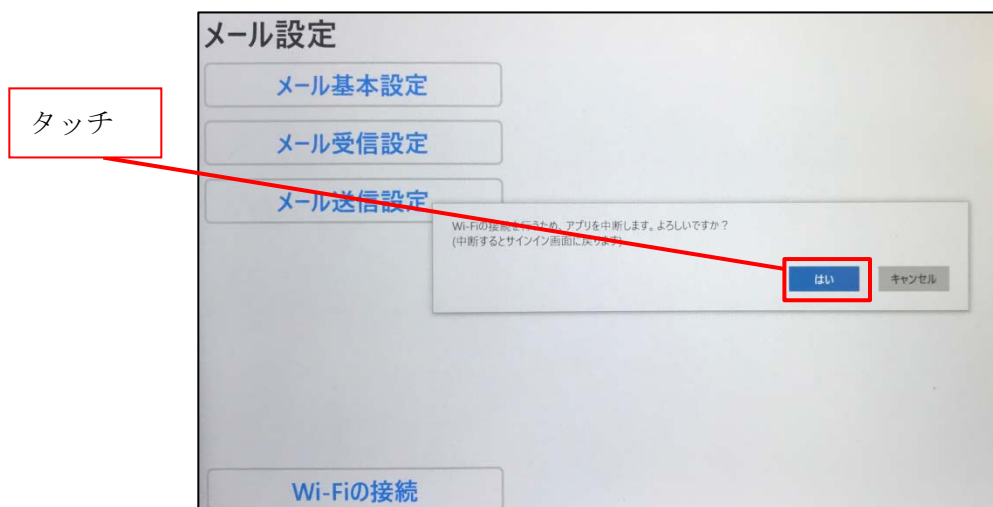 メール設定
メール基本設定
タッチ
メール受信設定
メール送信設定
Wi-Fiの接続を行うため、アプリを中断します。よろしいですか？
(中断するとサインイン画面に戻ります)
はい
キャンセル
Wi-Fiの接続